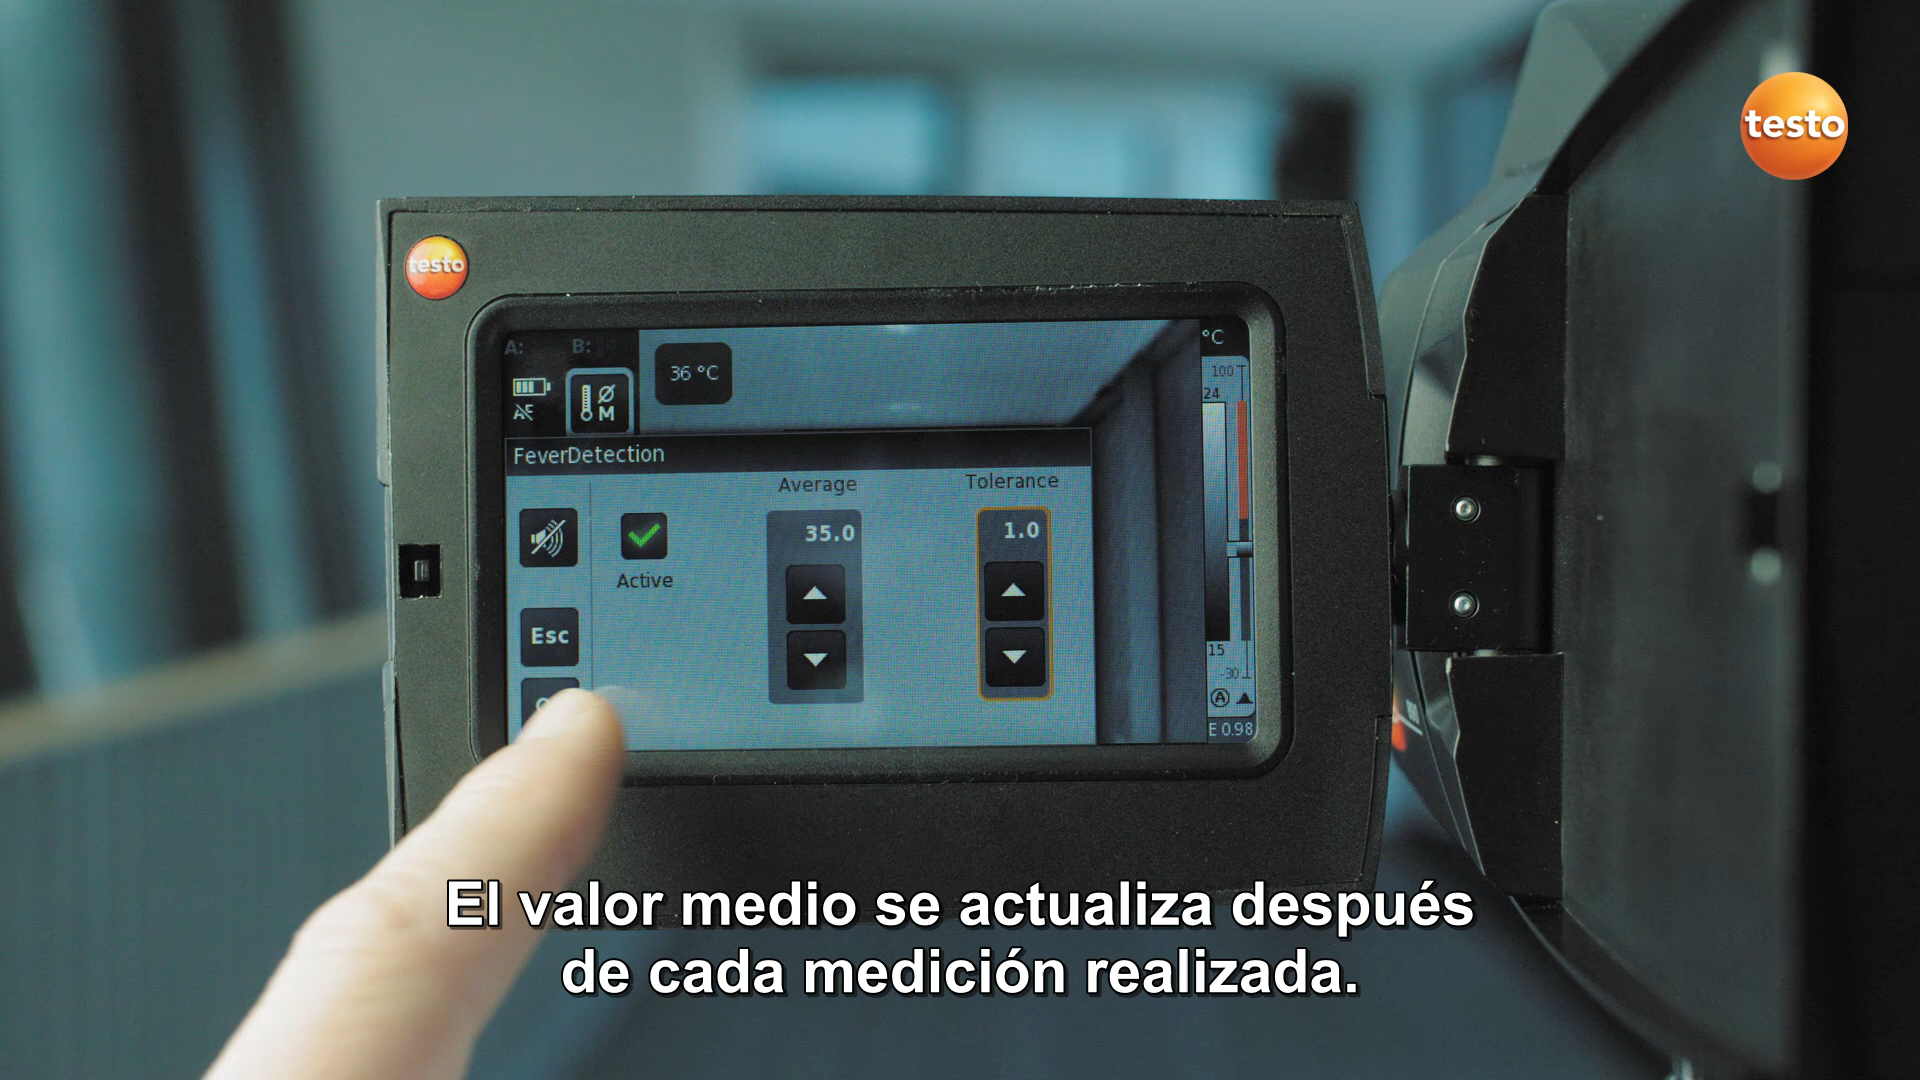 testo
testo
A: B:
36 °C
°C
100
24
AF
Ø
M
FeverDetection
Average
Tolerance
35.0
1.0
Active
Esc
15
-30
A
E 0.98
El valor medio se actualiza después
de cada medición realizada.